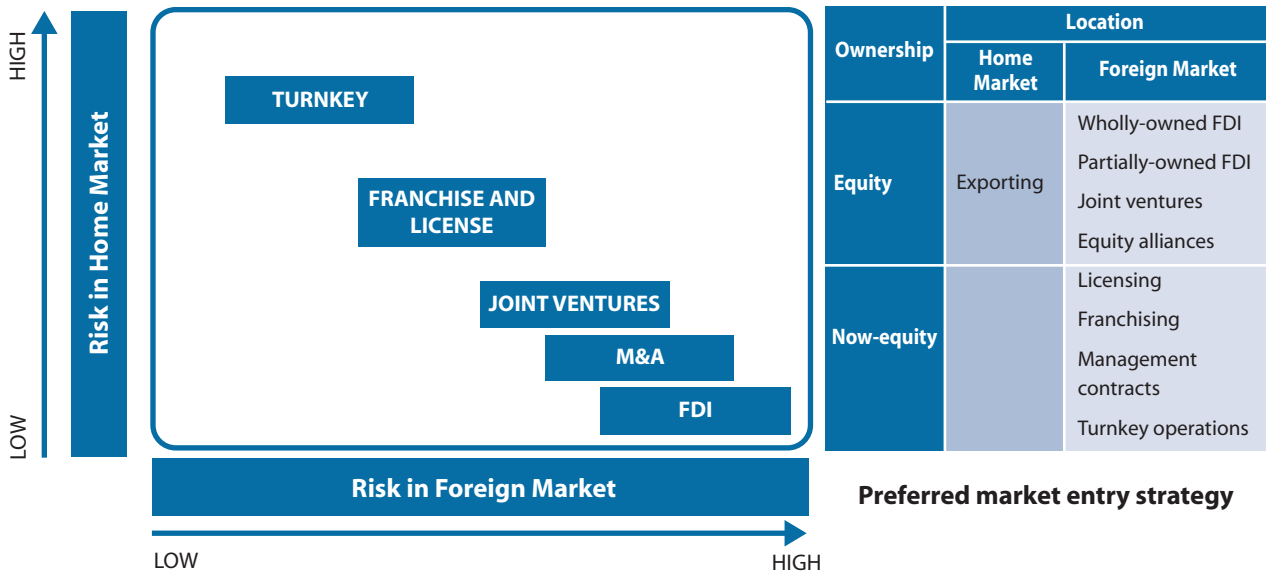 HIGH
Risk in Home Market
LOW
TURNKEY
FRANCHISE AND
LICENSE
JOINT VENTURES
M&A
FDI
Risk in Foreign Market
LOW
HIGH
Ownership
Location
Home
Market
Foreign Market
Equity
Exporting
Wholly-owned FDI
Partially-owned FDI
Joint ventures
Equity alliances
Now-equity
Licensing
Franchising
Management
contracts
Turnkey operations
Preferred market entry strategy